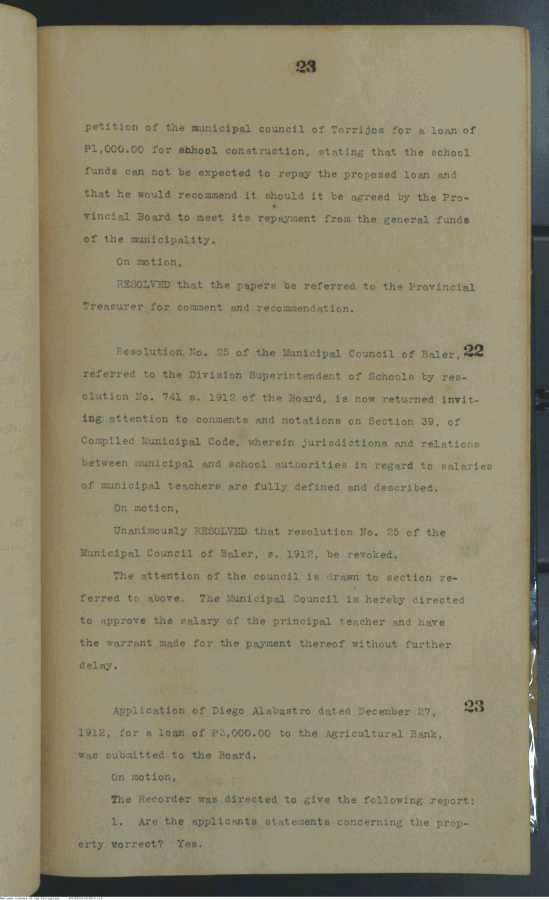 23
petition of the municipal council of Torrijos for a loan of
P1,000.00 for shhool construction, stating that the school
funds can not be expected to repay the proposed loan and
that he would recommend it should it be agreed by the Pro-
vincial Board to meet its repayment from the general funds
of the municipality.
On motion,
RESOLVED that the papers be referred to the Provincial
Treasurer for comment and recommendation.
Resolution No. 25 of the Municipal Council of Baler, 22
referred to the Division Superintendent of Schools by res-
olution No. 741 s. 1912 of the Board, is now returned invit-
ing attention to comments and notations on Section 39, of
Compiled Municipal Code, wherein jurisdictions and relations
between municipal and school authorities in regard to salaries
of municipal teachers are fully defined and described.
On motion,
Unanimously RESOLVED that resolution No. 25 of the
Municipal Council of Baler, s. 1912, be revoked.
The attention of the council is drawn to section re-
ferred to above. The Municipal Council is hereby directed
to approve the salary of the principal teacher and have
the warrant made for the payment thereof without further
delay.
Application of Diego Alabastro dated December 27, 23
1912, for a loan of to the Agricultural Bank,
was submitted to the Board.
On motion,
The Recorder was directed to give the following report:
1. Are the applicants statements concerning the prop-
erty correct? Yes.